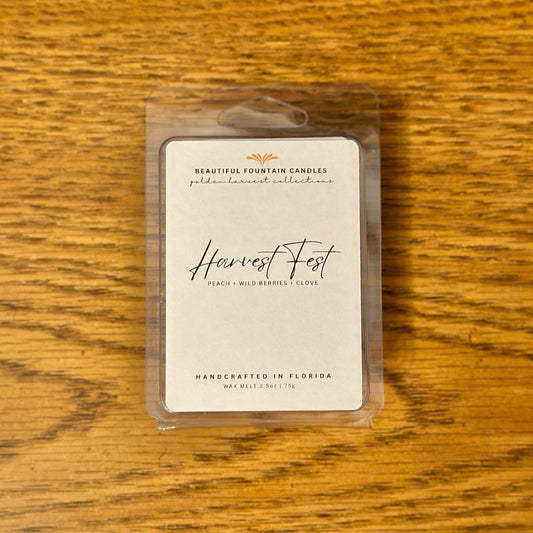 BEAUTIFUL FOUNTAIN CANDLES
golden harvest collections
Harvest Fest
PEACH + WILD BERRIES + CLOVE
HANDCRAFTED IN FLORIDA
WAX MELT 2.5oz | 75g